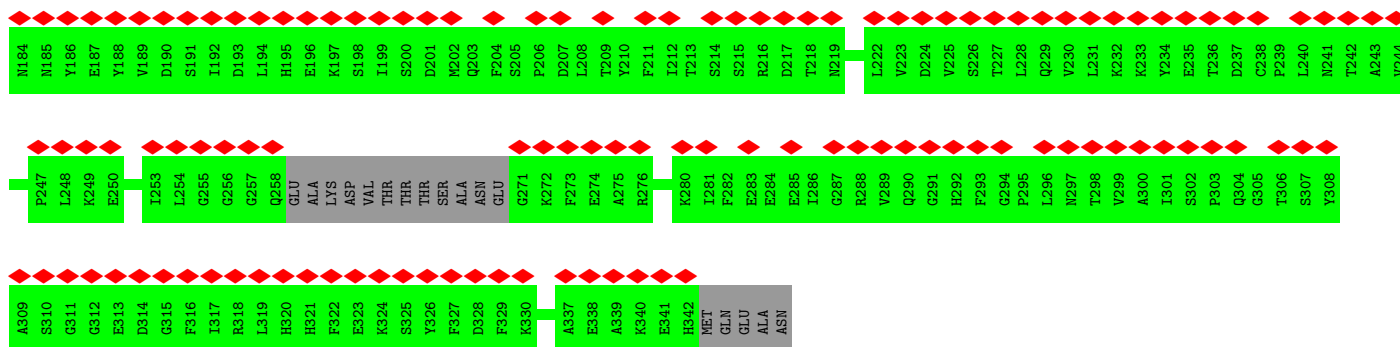 N184 N185 Y186 E187 Y188 V189 D190 S191 I192 D193 L194 H195 E196 K197 S198 I199 S200 D201 M202 Q203 F204 S205 P206 D207 L208 T209 Y210 F211 I212 T213 S214 S215 R216 D217 T218 N219 L222 V223 D224 V225 S226 T227 L228 Q229 V230 L231 K232 K233 Y234 E235 T236 D237 C238 P239 L240 N241 T242 A243
P247 L248 K249 E250 I253 L254 G255 G256 G257 Q258 GLU ALA LYS ASP VAL THR THR THR SER ALA ASN GLU G271 K272 F273 E274 A275 R276 K280 I281 F282 E283 E284 E285 I286 G287 R288 V289 Q290 G291 H292 F293 G294 P295 L296 N297 T298 V299 A300 I301 S302 P303 Q304 G305 T306 S307 Y308
A309 S310 G311 G312 E313 D314 G315 F316 I317 R318 L319 H320 H321 F322 E323 K324 S325 Y326 F327 D328 F329 K330 A337 E338 A339 K340 E341 H342 MET GLN GLU ALA ASN